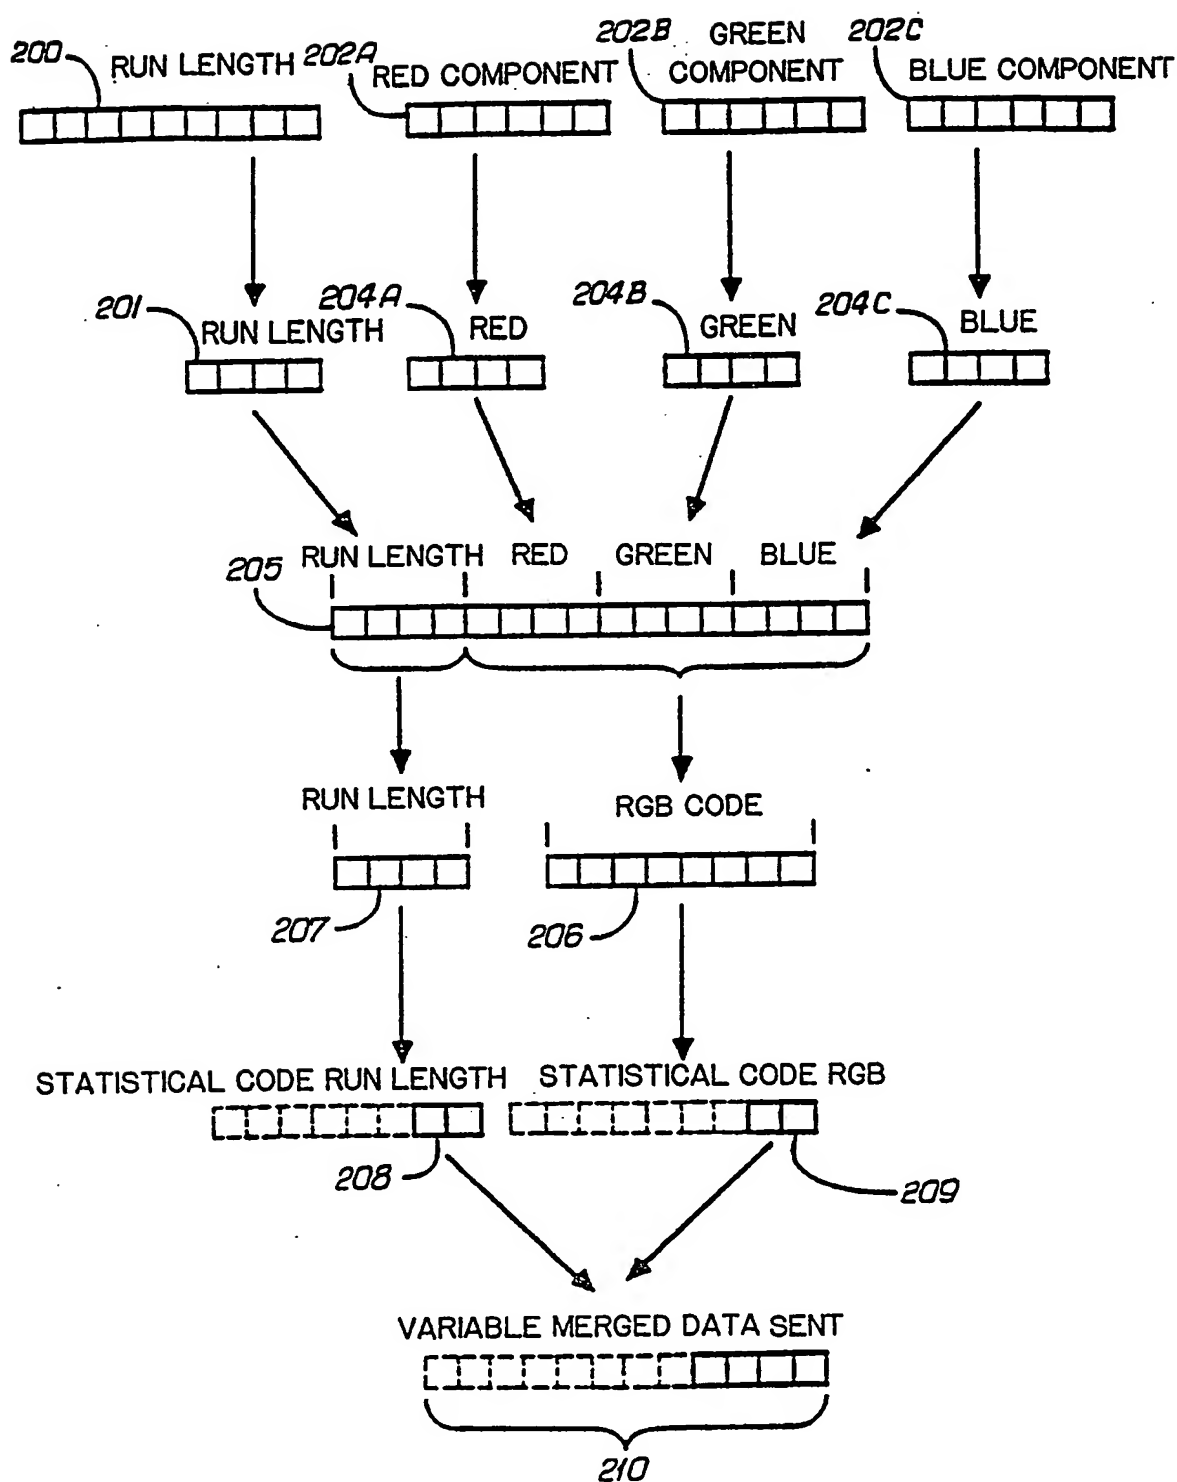 200
RUN LENGTH
202A
RED COMPONENT
202B
GREEN
COMPONENT
202C
BLUE COMPONENT
201
RUN LENGTH
204A
RED
204B
GREEN
204C
BLUE
205
RUN LENGTH
RED
GREEN
BLUE
RUN LENGTH
RGB CODE
207
206
STATISTICAL CODE RUN LENGTH
STATISTICAL CODE RGB
208
209
VARIABLE MERGED DATA SENT
210